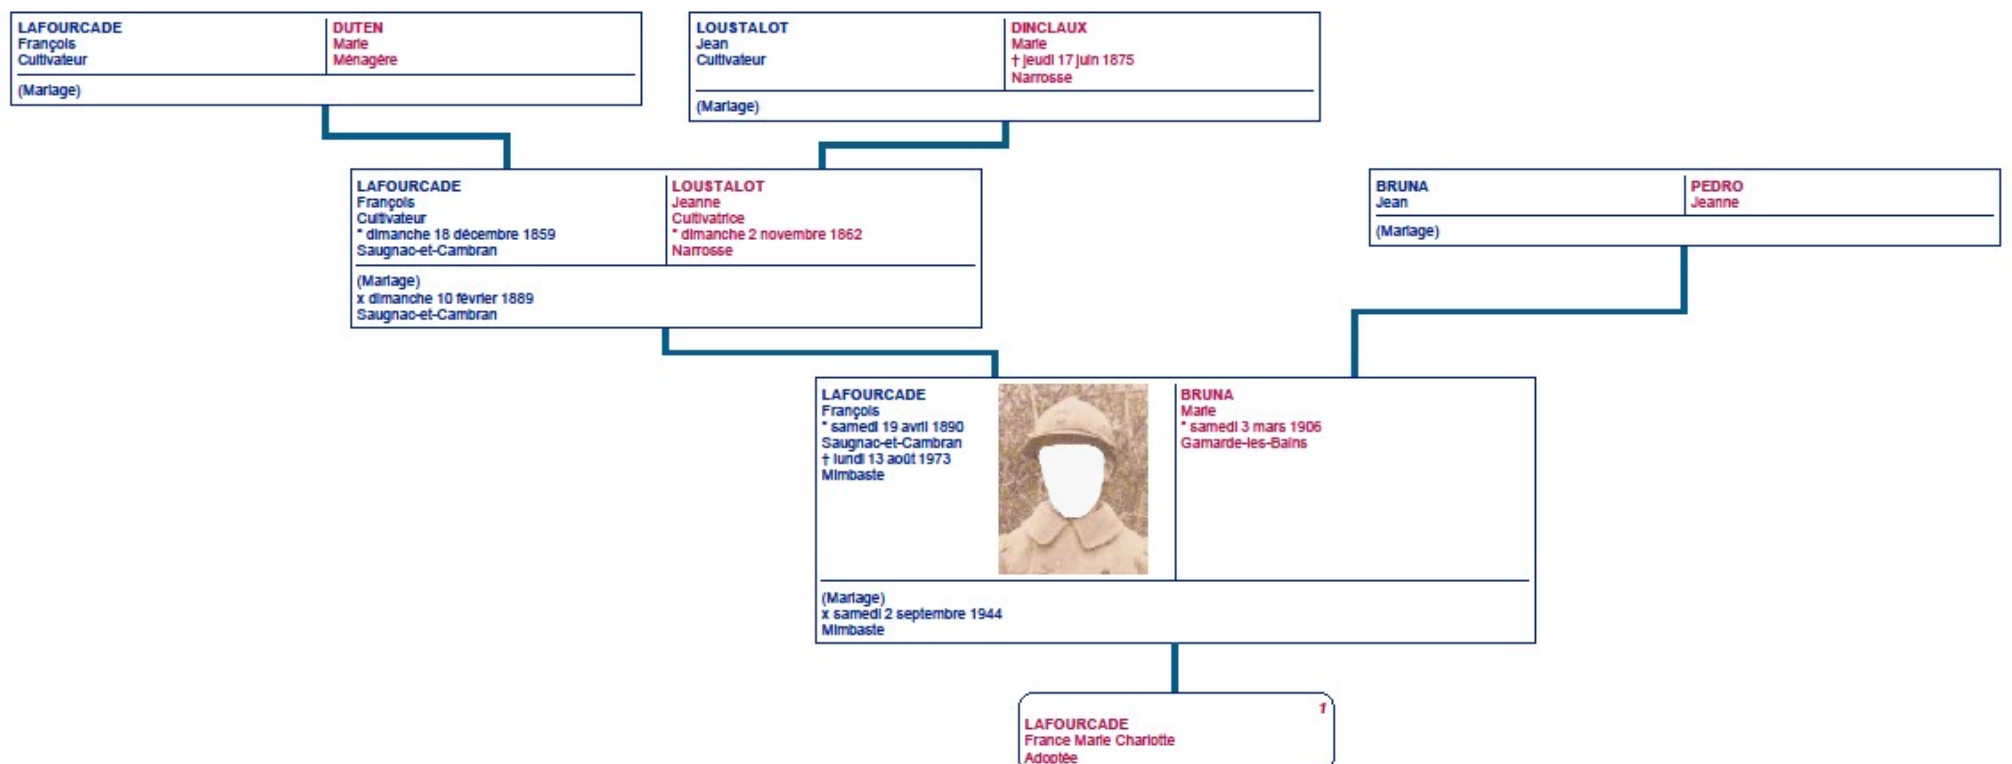 LAFOURCADE
François
Cultivateur
DUTEN
Marie
Ménagère
(Mariage)
LOUSTALOT
Jean
Cultivateur
DINCLAUX
Marie
† jeudi 17 juin 1875
Narrosse
(Mariage)
LAFOURCADE
François
Cultivateur
* dimanche 18 décembre 1859
Saugnac-et-Cambran
LOUSTALOT
Jeanne
Cultivatrice
* dimanche 2 novembre 1862
Narrosse
(Mariage)
x dimanche 10 février 1889
Saugnac-et-Cambran
BRUNA
Jean
PEDRO
Jeanne
(Mariage)
LAFOURCADE
François
* samedi 19 avril 1890
Saugnac-et-Cambran
† lundi 13 août 1973
Mimbaste
BRUNA
Marie
* samedi 3 mars 1906
Gamarde-les-Bains
(Mariage)
x samedi 2 septembre 1944
Mimbaste
1
LAFOURCADE
France Marie Charlotte
Adoptée